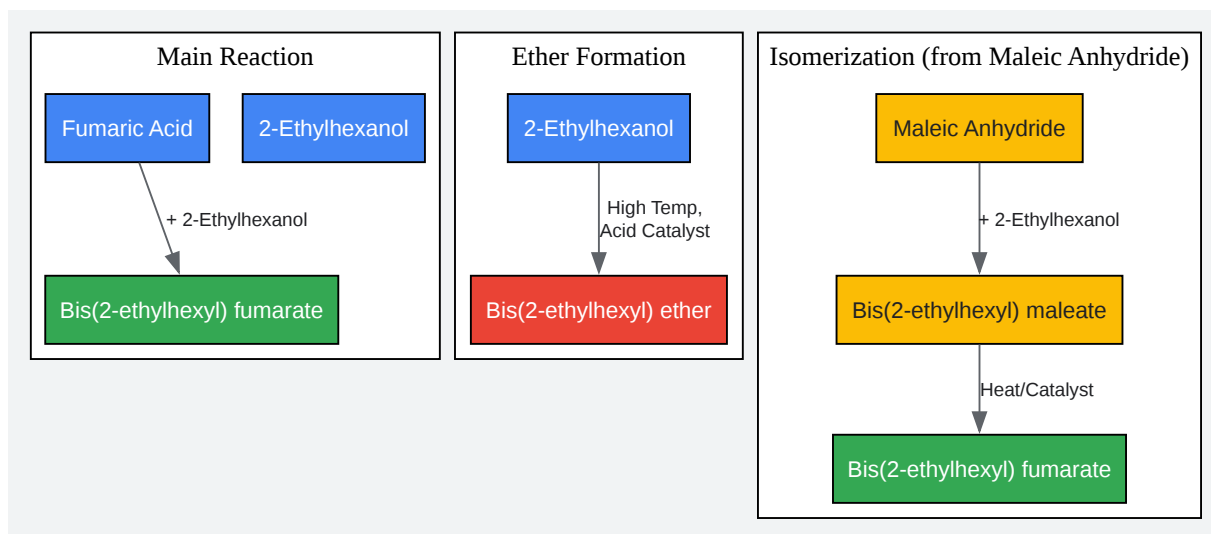 Main Reaction
Fumaric Acid
2-Ethylhexanol
+ 2-Ethylhexanol
Bis(2-ethylhexyl) fumarate
Ether Formation
2-Ethylhexanol
High Temp,
Acid Catalyst
Bis(2-ethylhexyl) ether
Isomerization (from Maleic Anhydride)
Maleic Anhydride
+ 2-Ethylhexanol
Bis(2-ethylhexyl) maleate
Heat/Catalyst
Bis(2-ethylhexyl) fumarate